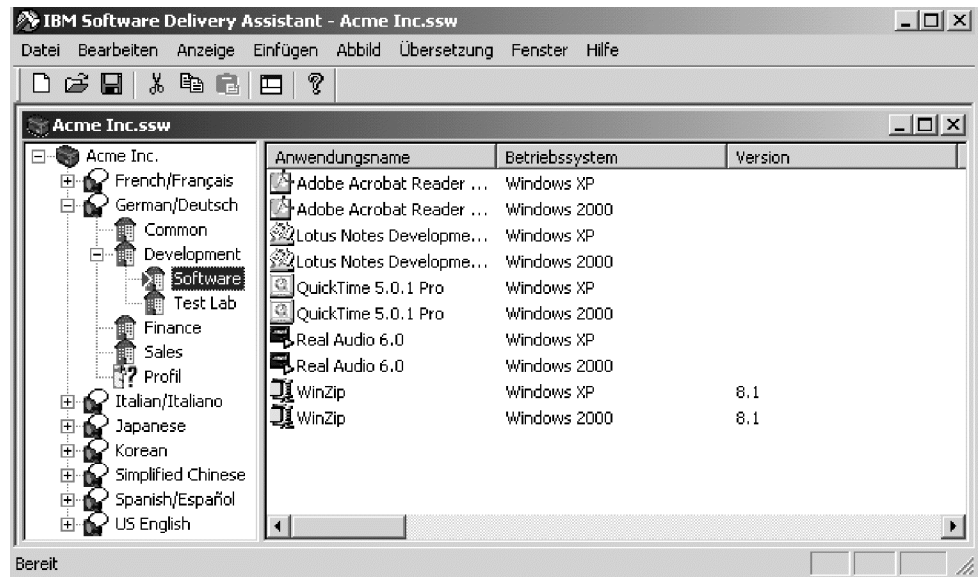 IBM Software Delivery Assistant - Acme Inc.ssw
Datei Bearbeiten Anzeige Einfügen Abbild Übersetzung Fenster Hilfe
Acme Inc.ssw
Acme Inc.
French/Français
German/Deutsch
Common
Development
Software
Test Lab
Finance
Sales
Profil
Italian/Italiano
Japanese
Korean
Simplified Chinese
Spanish/Español
US English
Anwendungsname Betriebssystem Version
Adobe Acrobat Reader ... Windows XP
Adobe Acrobat Reader ... Windows 2000
Lotus Notes Developme... Windows XP
Lotus Notes Developme... Windows 2000
QuickTime 5.0.1 Pro Windows XP
QuickTime 5.0.1 Pro Windows 2000
Real Audio 6.0 Windows XP
Real Audio 6.0 Windows 2000
WinZip Windows XP 8.1
WinZip Windows 2000 8.1
Bereit